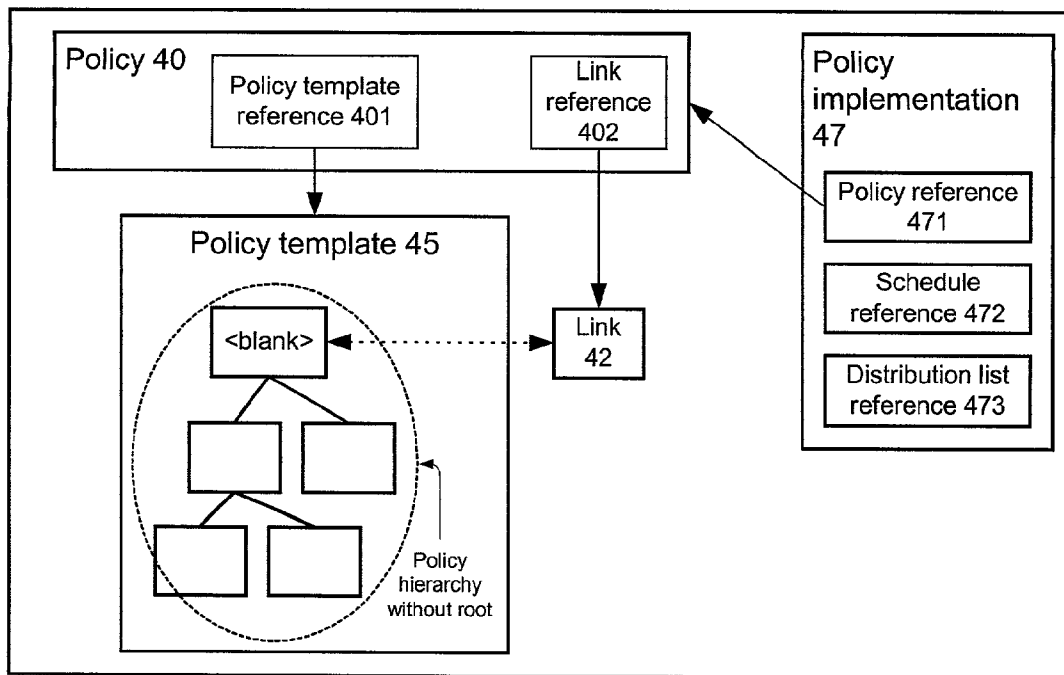 Policy 40
Policy template
reference 401
Link
reference
402
Policy
implementation
47
Policy reference
471
Schedule
reference 472
Distribution list
reference 473
Policy template 45
<blank>
Link
42
Policy
hierarchy
without root